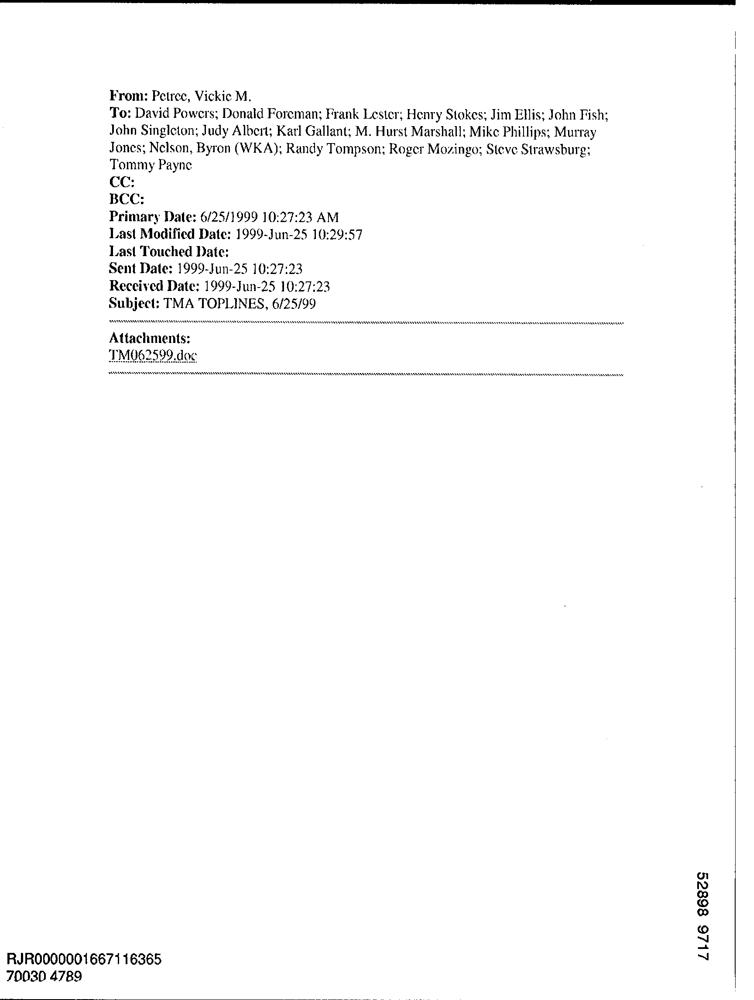 From: Petree, Vickie M.
To: David Powers; Donald Foreman; Frank Lester; Henry Stokes; Jim Ellis; John Fish;
John Singleton; Judy Albert; Karl Gallant; M. Hurst Marshall; Mike Phillips; Murray
Jones; Nelson, Byron (WKA); Randy Tompson; Roger Mozingo; Steve Strawsburg;
Tommy Payne
CC:
BCC:
Primary Date: 6/25/1999 10:27:23 AM
Last Modified Date: 1999-Jun-25 10:29:57
Last Touched Date:
Sent Date: 1999-Jun-25 10:27:23
Received Date: 1999-Jun-25 10:27:23
Subject: TMA TOPLINES, 6/25/99
Attachments:
TM062599.doc
52898 9717
RJR0000001667116365
70030 4789